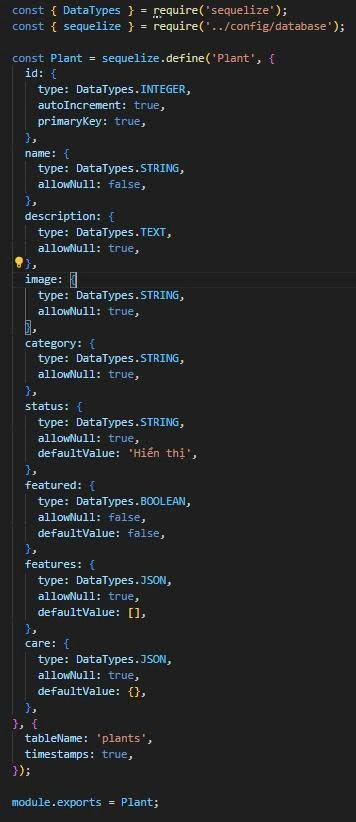 const { DataTypes } = require('sequelize');
const { sequelize } = require('../config/database');
const Plant = sequelize.define('Plant', {
id: {
type: DataTypes.INTEGER,
autoIncrement: true,
primaryKey: true,
},
name: {
type: DataTypes.STRING,
allowNull: false,
},
description: {
type: DataTypes.TEXT,
allowNull: true,
},
image: {
type: DataTypes.STRING,
allowNull: true,
},
category: {
type: DataTypes.STRING,
allowNull: true,
},
status: {
type: DataTypes.STRING,
allowNull: true,
defaultValue: 'Hiển thị',
},
featured: {
type: DataTypes.BOOLEAN,
allowNull: false,
defaultValue: false,
},
features: {
type: DataTypes.JSON,
allowNull: true,
defaultValue: [],
},
care: {
type: DataTypes.JSON,
allowNull: true,
defaultValue: {},
},
}, {
tableName: 'plants',
timestamps: true,
});
module.exports = Plant;